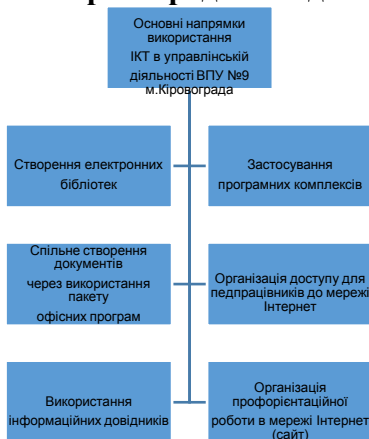 Основні напрямки
використання
ІКТ в управлінській
діяльності ВПУ №9
м.Кіровограда
Створення електронних
бібліотек
Застосування
програмних комплексів
Спільне створення
документів
через використання
пакету
офісних програм
Організація доступу для
педпрацівників до мережі
Інтернет
Використання
інформаційних довідників
Організація
профорієнтаційної
роботи в мережі Інтернет
(сайт)